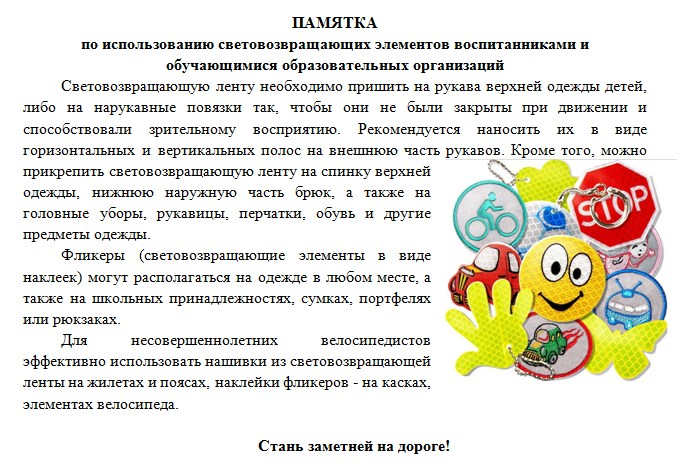 ПАМЯТКА
по использованию световозвращающих элементов воспитанниками и
обучающимися образовательных организаций
Световозвращающую ленту необходимо пришить на рукава верхней одежды детей,
либо на нарукавные повязки так, чтобы они не были закрыты при движении и
способствовали зрительному восприятию. Рекомендуется наносить их в виде
горизонтальных и вертикальных полос на внешнюю часть рукавов. Кроме того, можно
прикрепить световозвращающую ленту на спинку верхней
одежды, нижнюю наружную часть брюк, а также на
головные уборы, рукавицы, перчатки, обувь и другие
предметы одежды.
Фликеры (световозвращающие элементы в виде
наклеек) могут располагаться на одежде в любом месте, а
также на школьных принадлежностях, сумках, портфелях
или рюкзаках.
Для несовершеннолетних велосипедистов
эффективно использовать нашивки из световозвращающей
ленты на жилетах и поясах, наклейки фликеров - на касках,
элементах велосипеда.
STOP
Стань заметней на дороге!